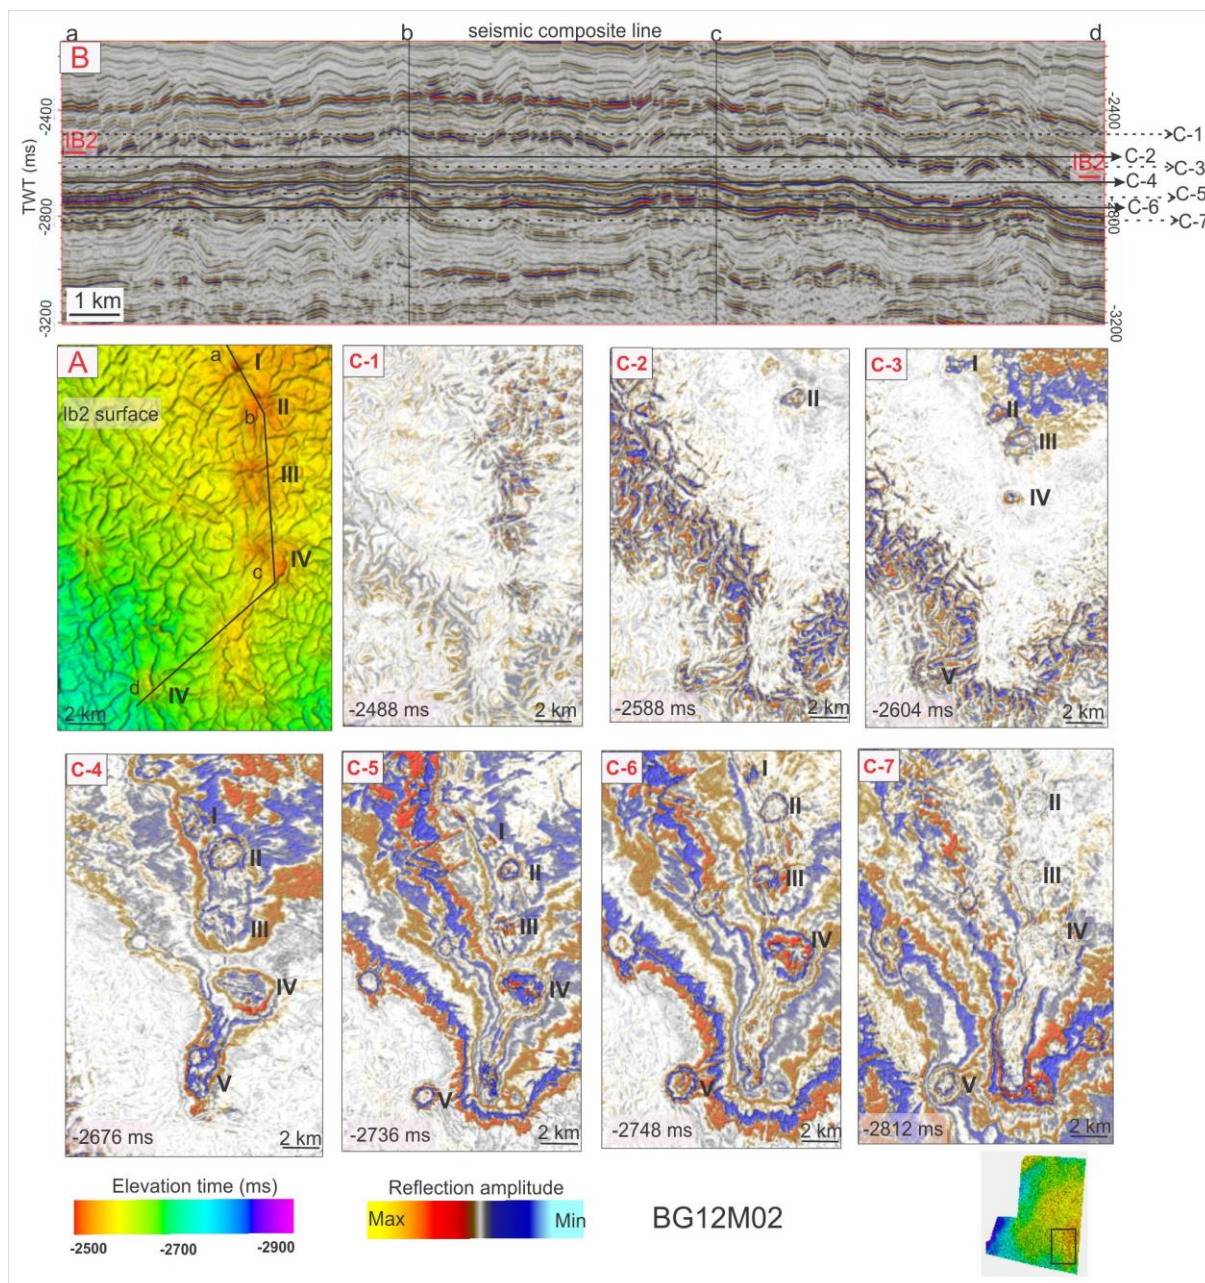 seismic composite line
a b c d
B
TWT (ms)
-2400
-2800
-3200
-2400
-2800
-3200
IB2
IB2
1 km
C-1
C-2
C-3
C-4
C-5
C-6
C-7
A
Ib2 surface
a
I
II
b
III
IV
c
d
IV
2 km
C-1
-2488 ms
2 km
C-2
II
-2588 ms
2 km
C-3
I
II
III
IV
V
-2604 ms
2 km
C-4
I
II
III
IV
V
-2676 ms
2 km
C-5
I
II
III
IV
V
-2736 ms
2 km
C-6
I
II
III
IV
V
-2748 ms
2 km
C-7
II
III
IV
V
-2812 ms
2 km
Elevation time (ms)
-2500 -2700 -2900
Reflection amplitude
Max Min
BG12M02